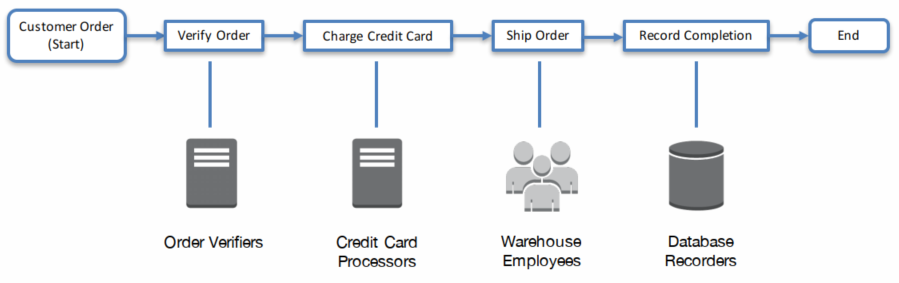 Customer Order
(Start)
Verify Order
Charge Credit Card
Ship Order
Record Completion
End
Order Verifiers
Credit Card
Processors
Warehouse
Employees
Database
Recorders